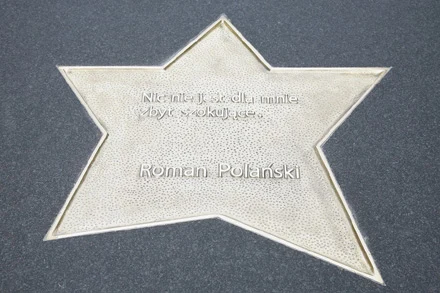 Nic nie jest dla mnie
zbyt szokujące.
Roman Polański